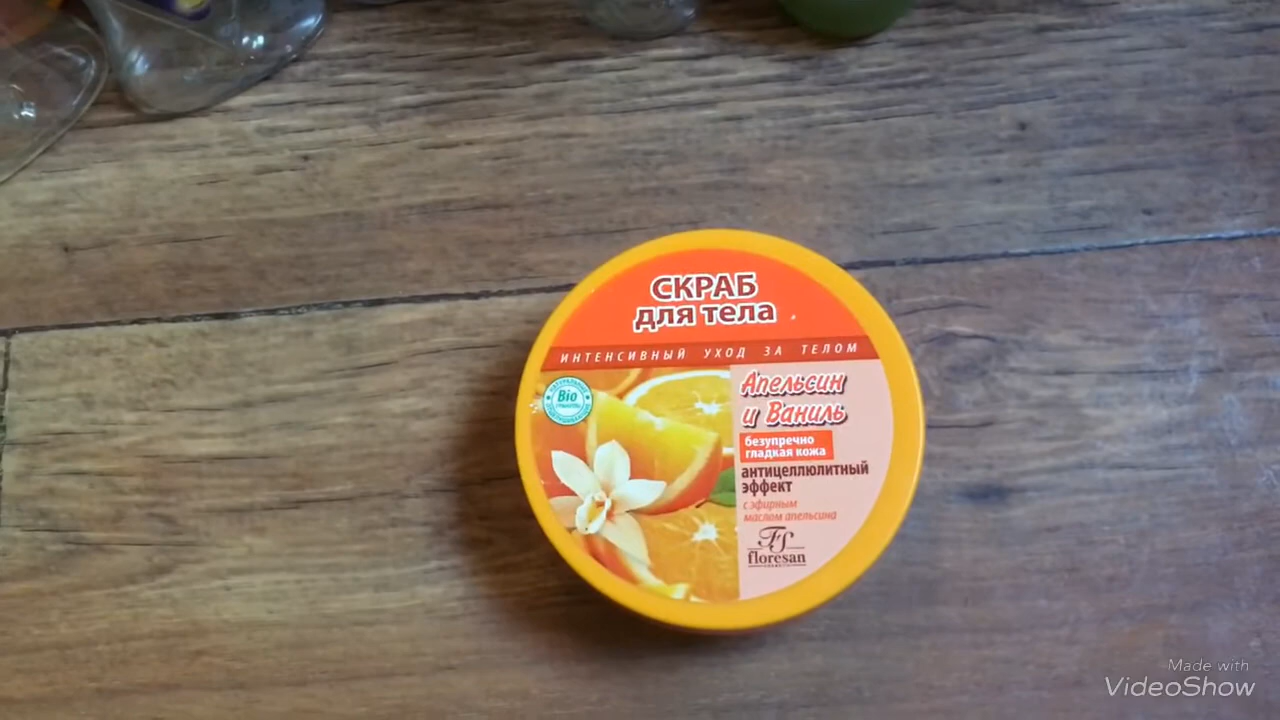 СКРАБ
для тела
ИНТЕНСИВНЫЙ УХОД ЗА ТЕЛОМ
Bio
Апельсин
и Ваниль
безупречно
гладкая кожа
антицеллюлитный
эффект
с эфирным
маслом апельсина
FS
floresan
Made with
VideoShow